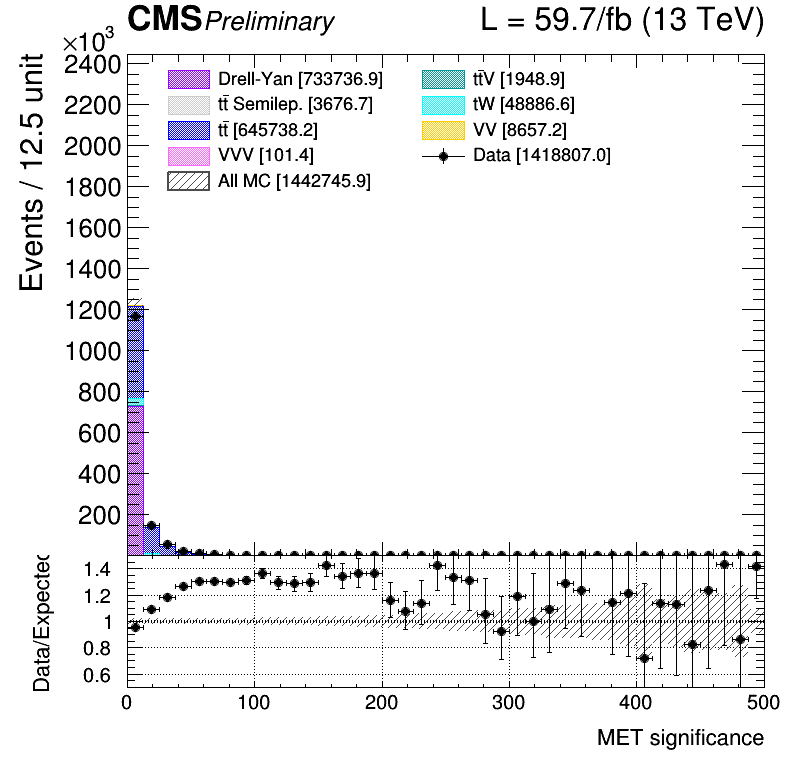 CMS Preliminary L = 59.7/fb (13 TeV)
×10³
Events / 12.5 unit
2400
2200
2000
1800
1600
1400
1200
1000
800
600
400
200
Drell-Yan [733736.9]
tt̄ Semilep. [3676.7]
tt̄ [645738.2]
VVV [101.4]
All MC [1442745.9]
tt̄V [1948.9]
tW [48886.6]
VV [8657.2]
Data [1418807.0]
Data/Expected
1.4
1.2
1
0.8
0.6
0 100 200 300 400 500
MET significance